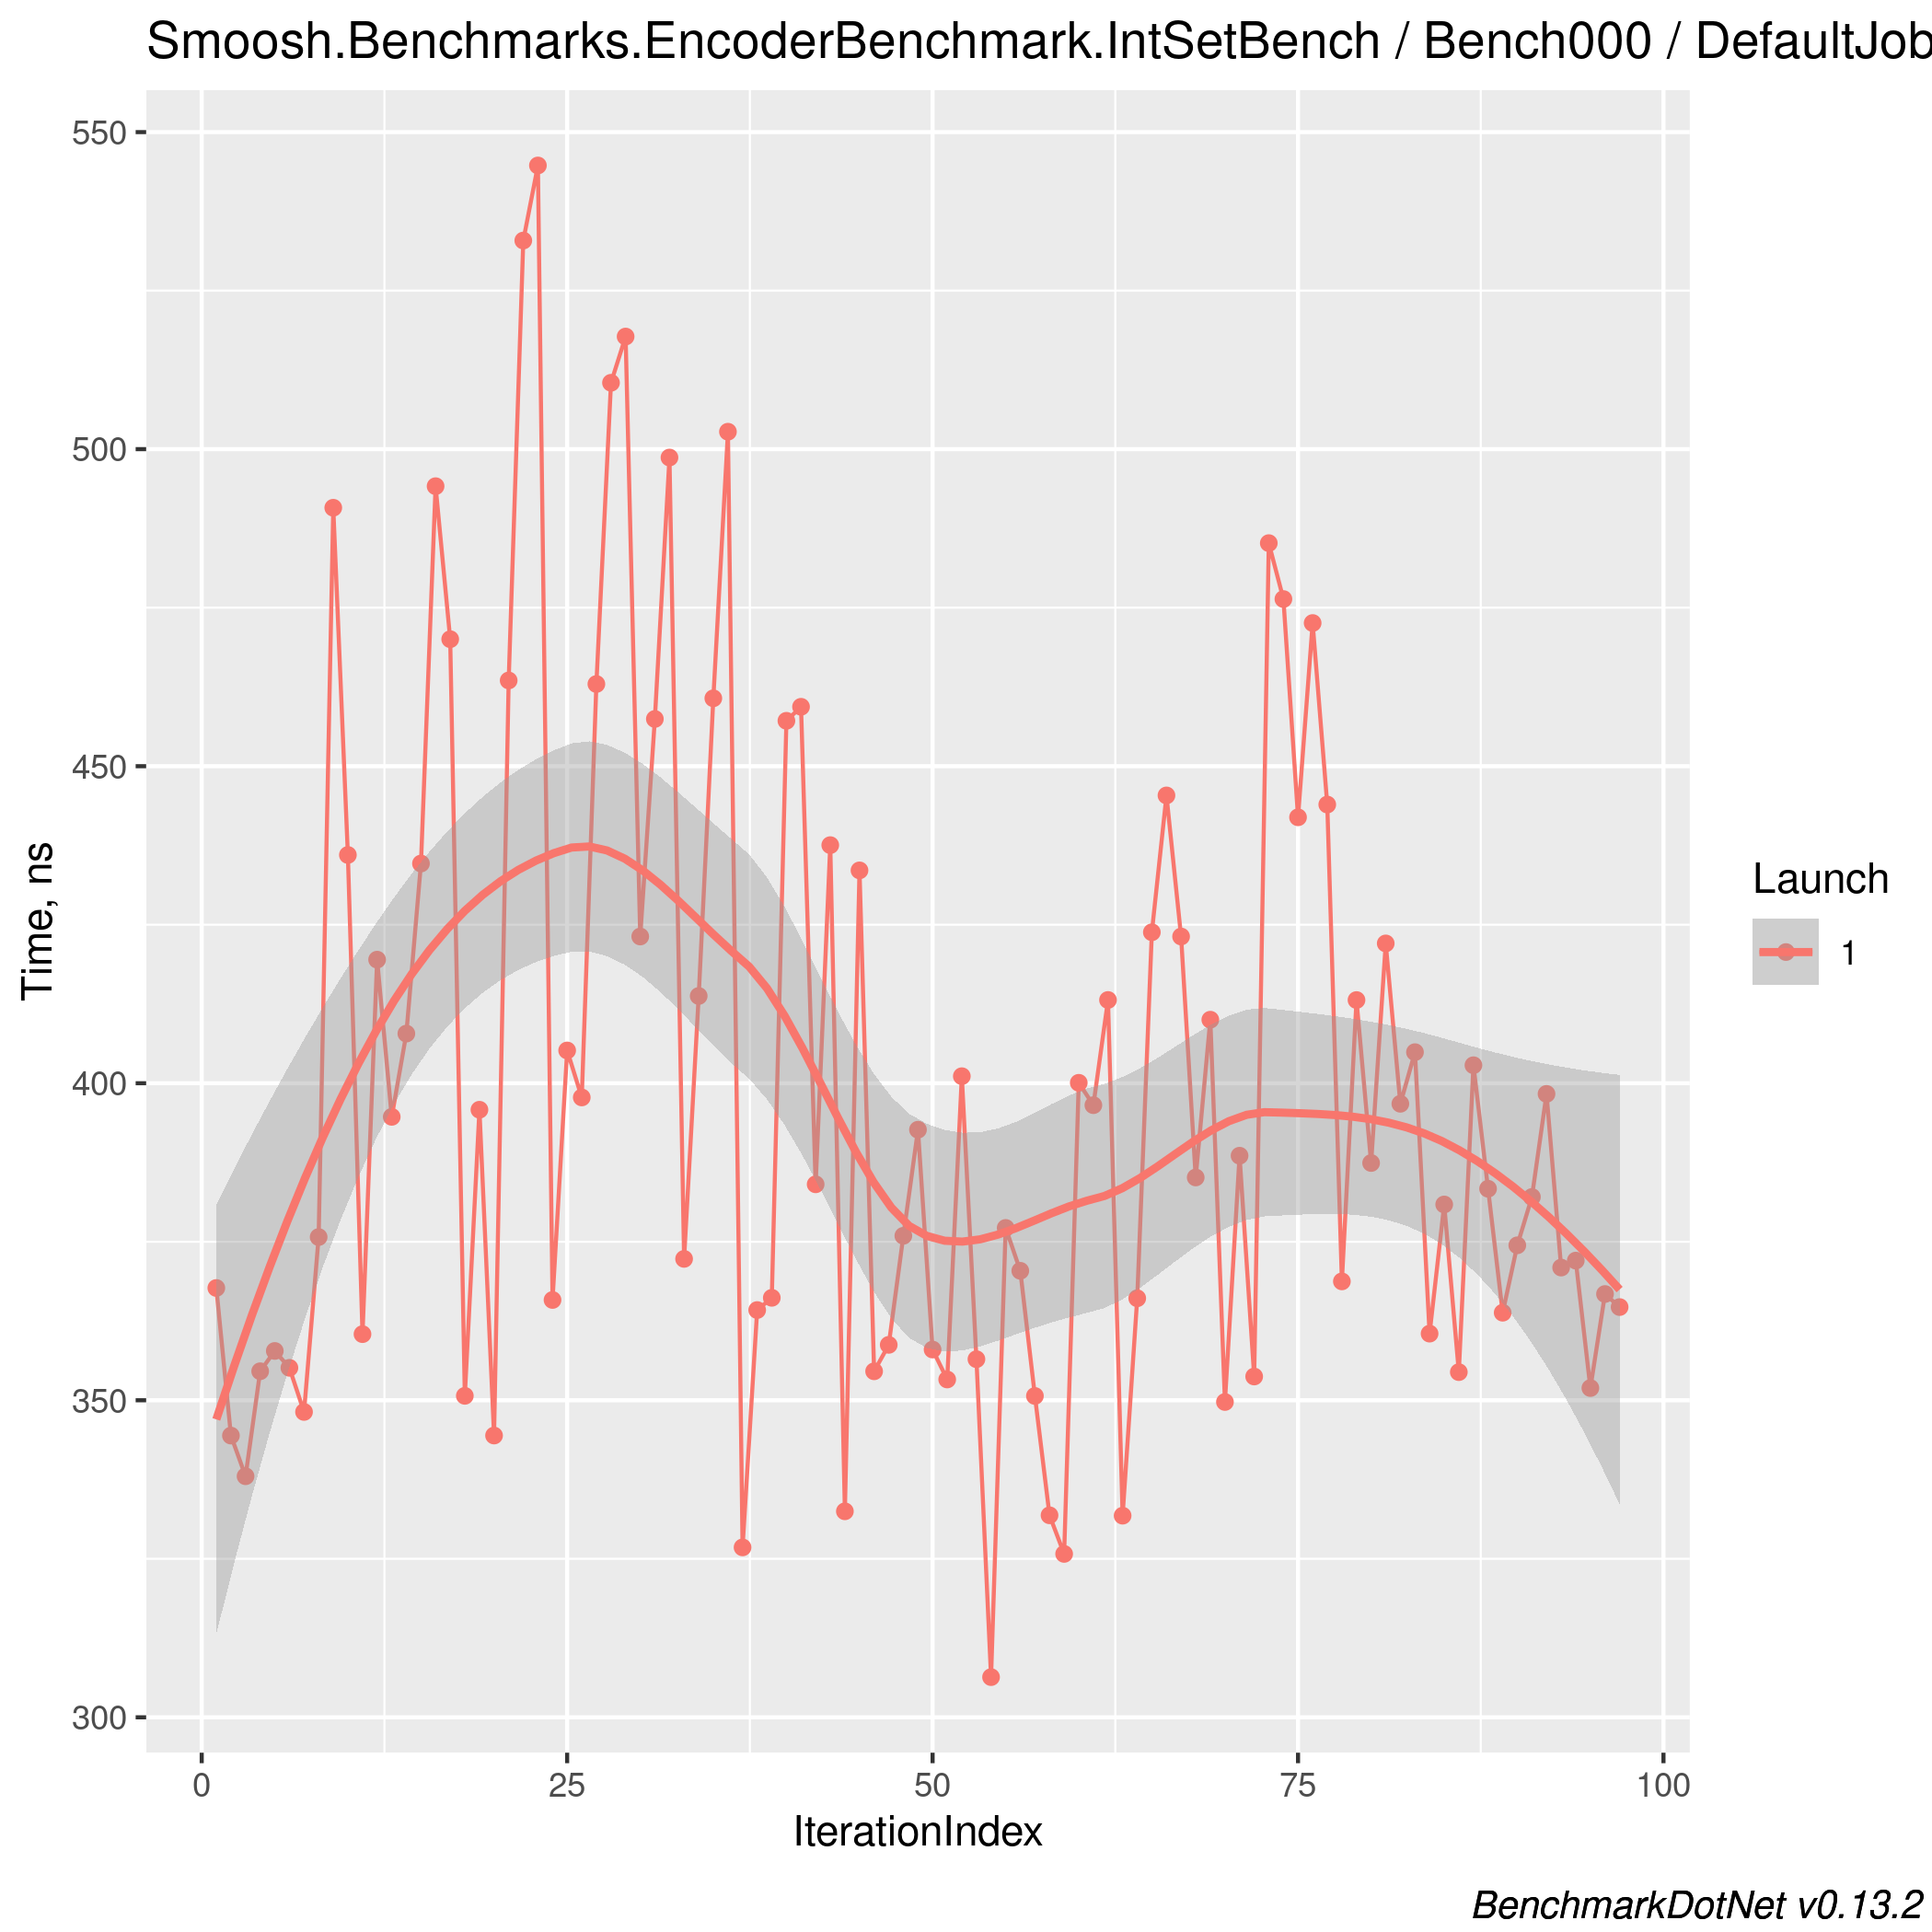 Smoosh.Benchmarks.EncoderBenchmark.IntSetBench / Bench000 / DefaultJob
550
500
450
400
350
300
Time, ns
0 25 50 75 100
IterationIndex
Launch
1
BenchmarkDotNet v0.13.2